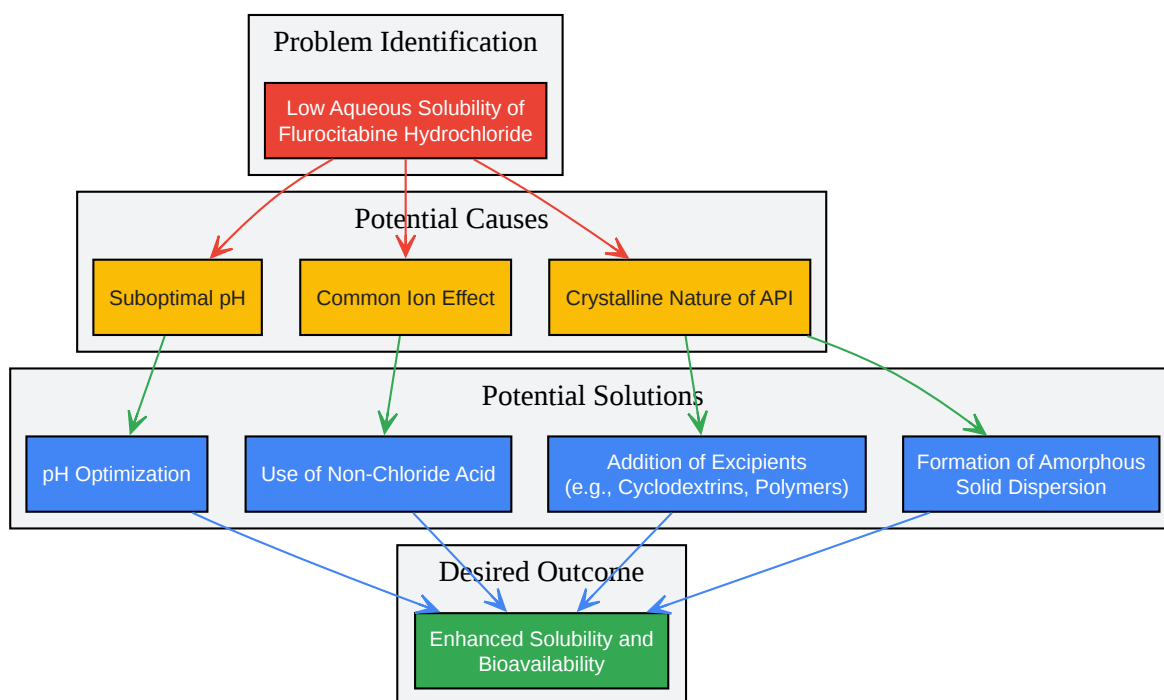 Problem Identification
Low Aqueous Solubility of
Flurocitabine Hydrochloride
Potential Causes
Suboptimal pH
Common Ion Effect
Crystalline Nature of API
Potential Solutions
pH Optimization
Use of Non-Chloride Acid
Addition of Excipients
(e.g., Cyclodextrins, Polymers)
Formation of Amorphous
Solid Dispersion
Desired Outcome
Enhanced Solubility and
Bioavailability